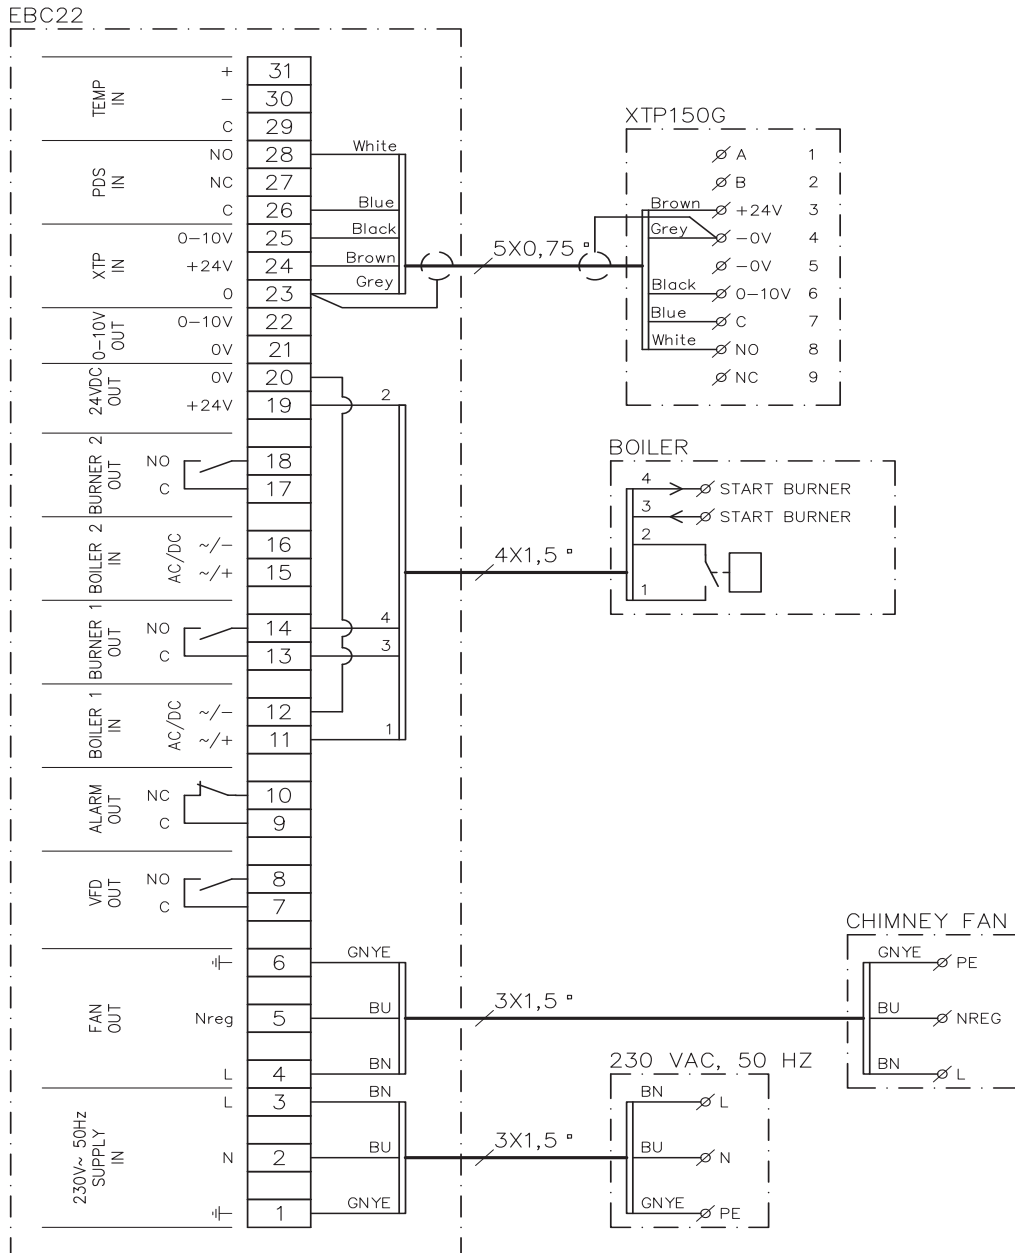 EBC22
TEMP IN
+ 31
– 30
C 29
PDS IN
NO 28 White
NC 27
C 26 Blue
XTP IN
0–10V 25 Black
+24V 24 Brown
0 23 Grey
0–10V OUT
0–10V 22
0V 21
24VDC OUT
0V 20
+24V 19 2
BURNER 2 OUT
NO 18
C 17
BOILER 2 IN
AC/DC
~/– 16
~/+ 15
BURNER 1 OUT
NO 14 4
C 13 3
BOILER 1 IN
AC/DC
~/– 12
~/+ 11 1
ALARM OUT
NC 10
C 9
VFD OUT
NO 8
C 7
FAN OUT
6 GNYE
Nreg 5 BU
L 4 BN
230V~ 50Hz SUPPLY IN
L 3 BN
N 2 BU
1 GNYE
5X0,75 ▫
XTP150G
A 1
B 2
Brown +24V 3
Grey –0V 4
–0V 5
Black 0–10V 6
Blue C 7
White NO 8
NC 9
4X1,5 ▫
BOILER
4 START BURNER
3 START BURNER
2
1
3X1,5 ▫
CHIMNEY FAN
GNYE PE
BU NREG
BN L
3X1,5 ▫
230 VAC, 50 HZ
BN L
BU N
GNYE PE